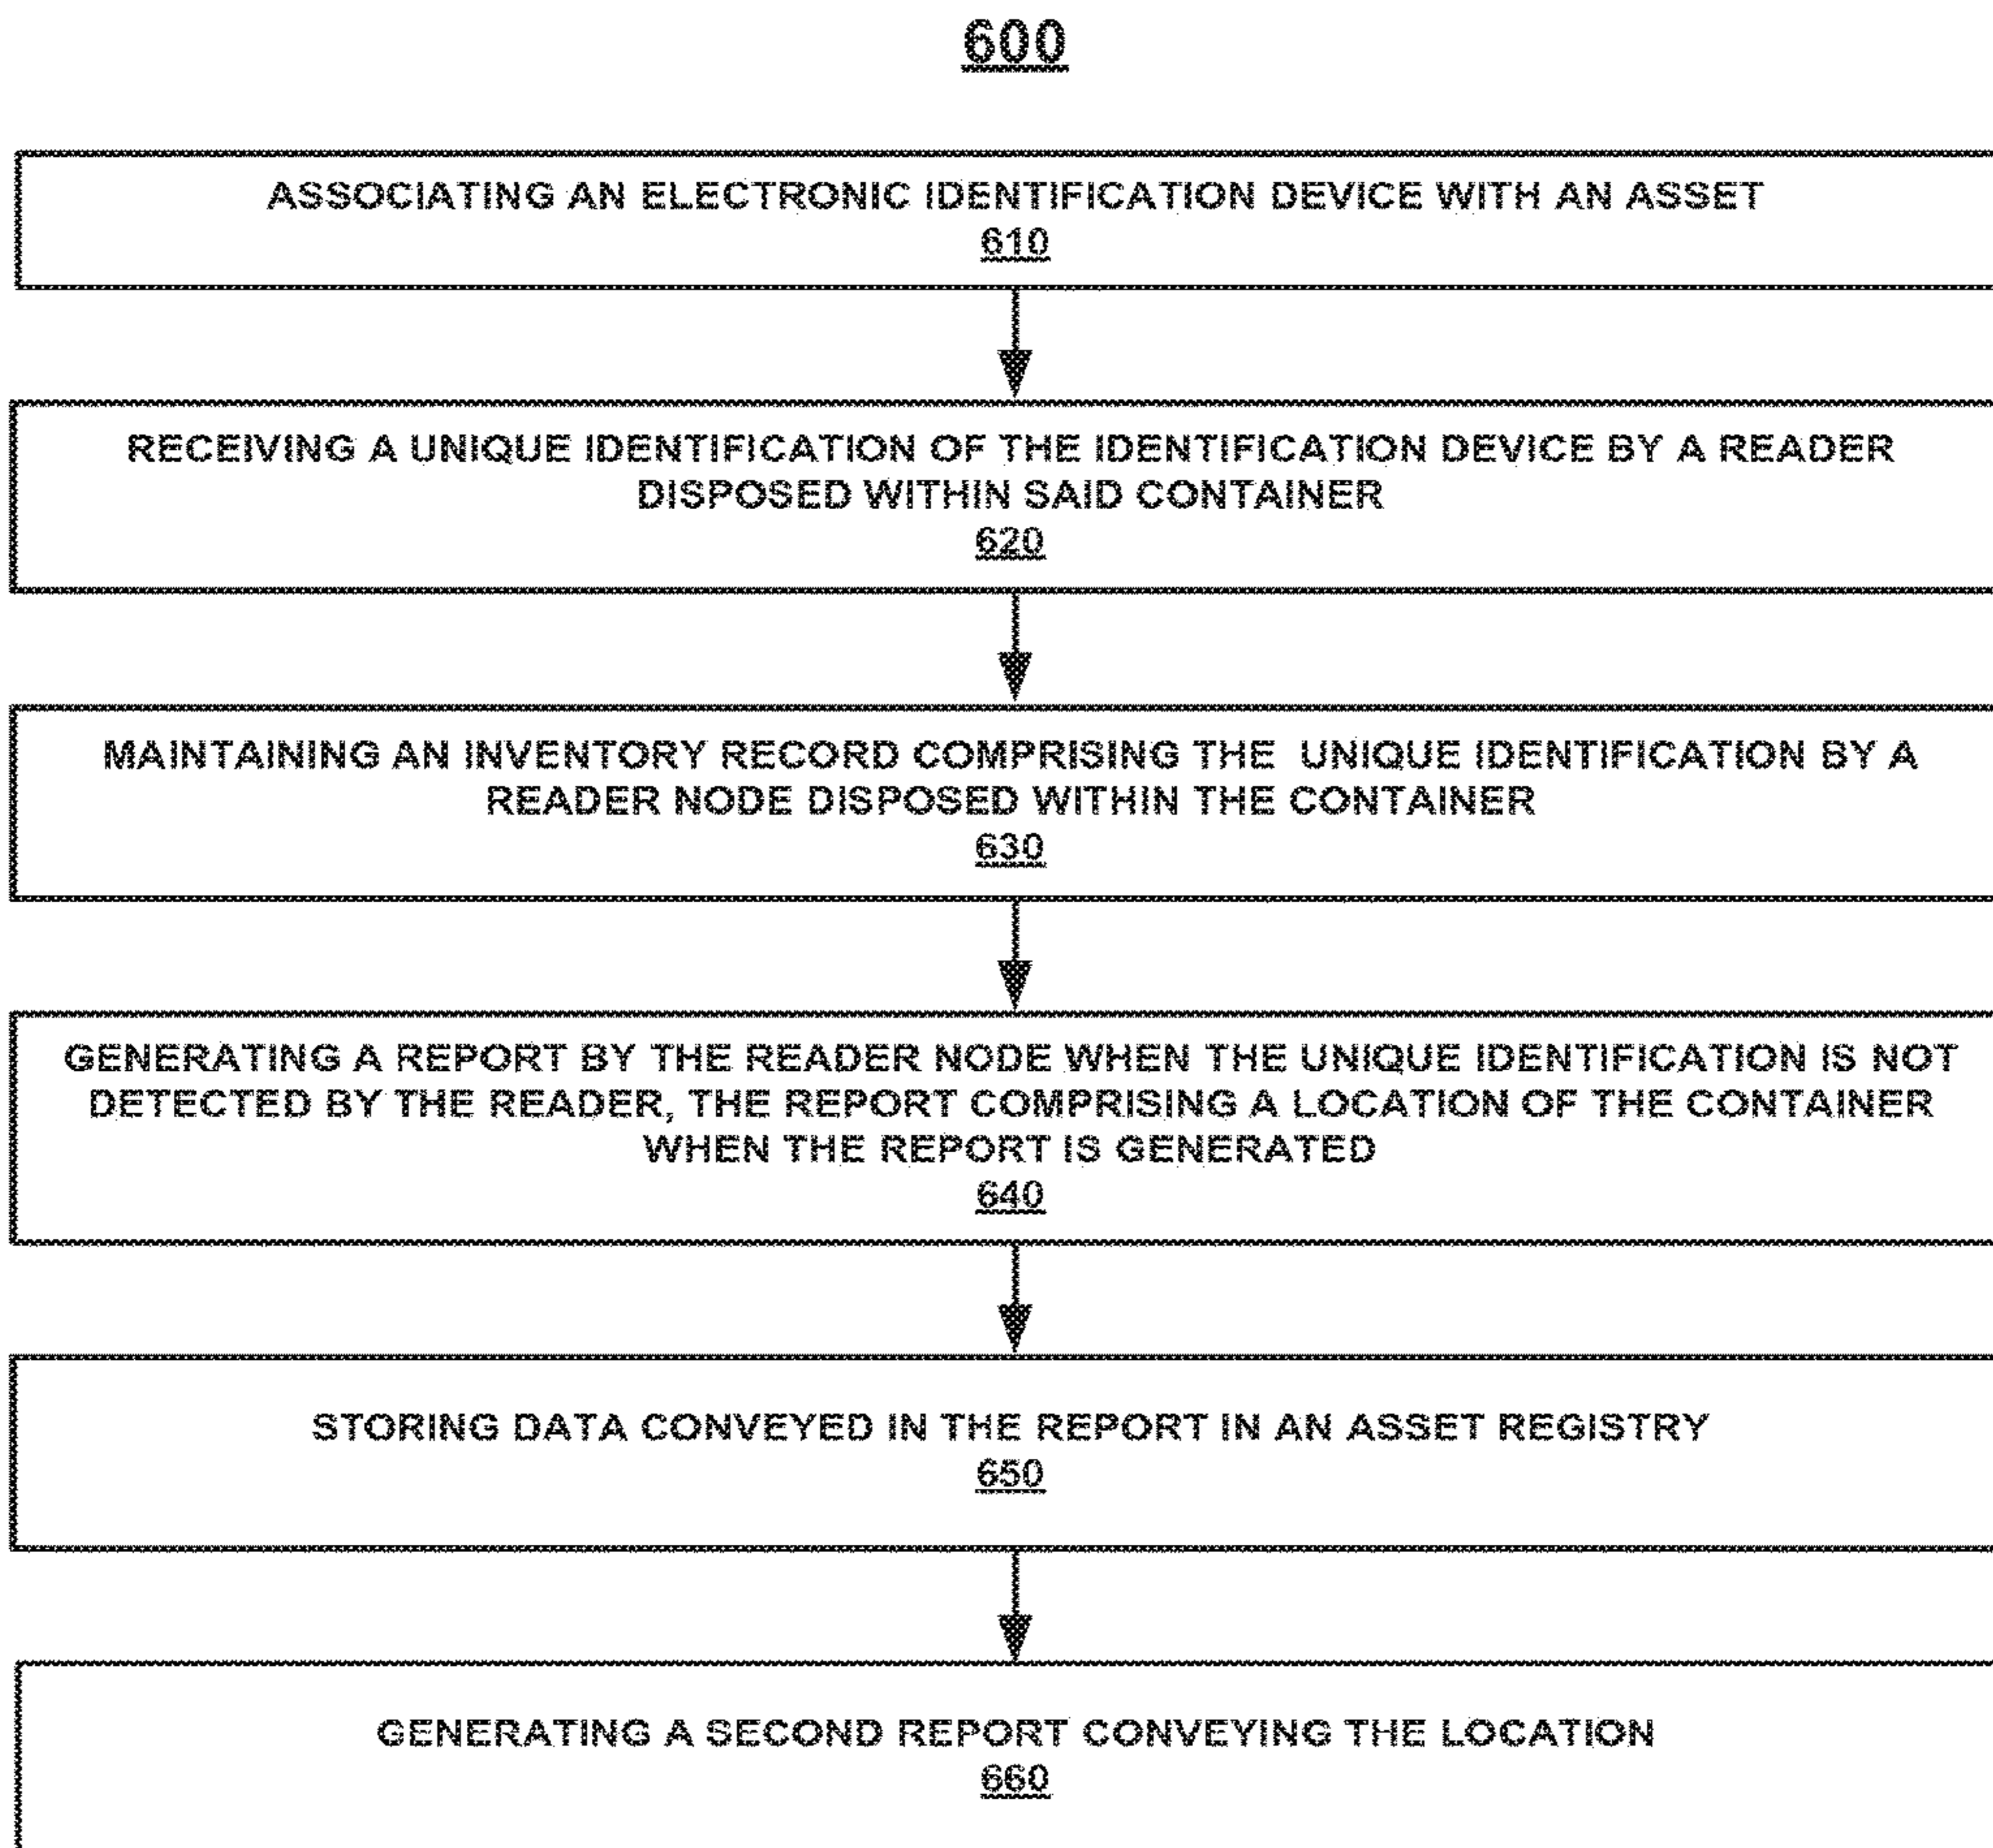 600
ASSOCIATING AN ELECTRONIC IDENTIFICATION DEVICE WITH AN ASSET
610
RECEIVING A UNIQUE IDENTIFICATION OF THE IDENTIFICATION DEVICE BY A READER
DISPOSED WITHIN SAID CONTAINER
620
MAINTAINING AN INVENTORY RECORD COMPRISING THE UNIQUE IDENTIFICATION BY A
READER NODE DISPOSED WITHIN THE CONTAINER
630
GENERATING A REPORT BY THE READER NODE WHEN THE UNIQUE IDENTIFICATION IS NOT
DETECTED BY THE READER, THE REPORT COMPRISING A LOCATION OF THE CONTAINER
WHEN THE REPORT IS GENERATED
640
STORING DATA CONVEYED IN THE REPORT IN AN ASSET REGISTRY
650
GENERATING A SECOND REPORT CONVEYING THE LOCATION
660